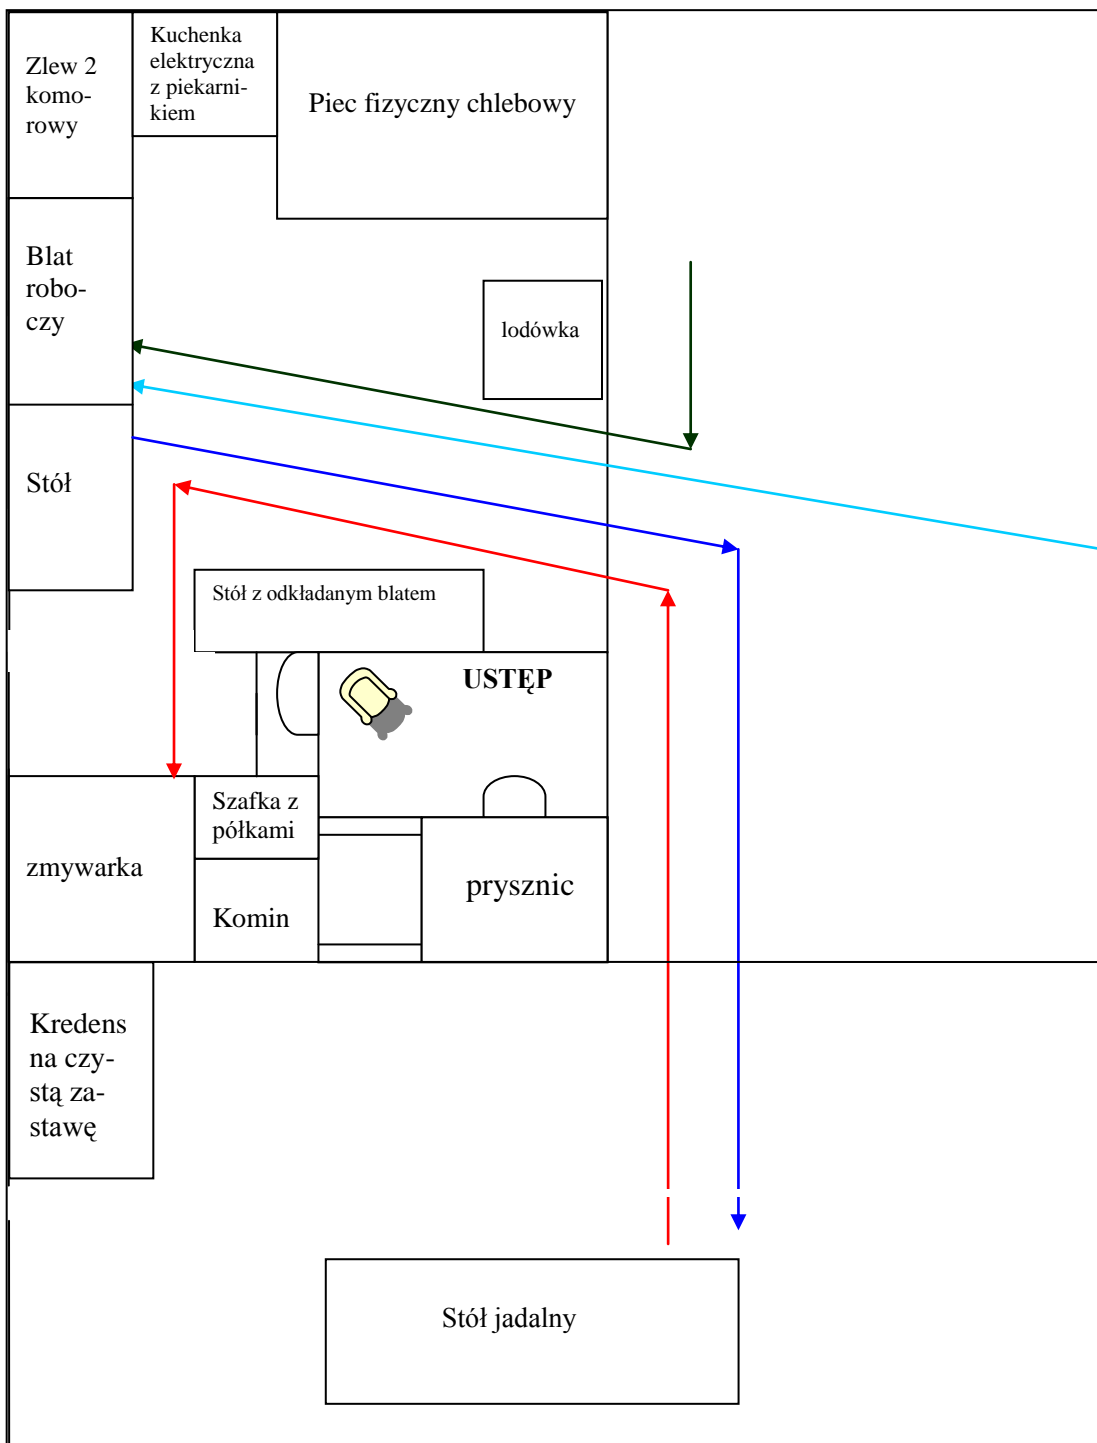 Zlew 2
komo-
rowy
Kuchenka
elektryczna
z piekarni-
kiem
Piec fizyczny chlebowy
Blat
robo-
czy
lodówka
Stół
Stół z odkładanym blatem
USTĘP
Szafka z
półkami
zmywarka
Komin
prysznic
Kredens
na czy-
stą za-
stawę
Stół jadalny